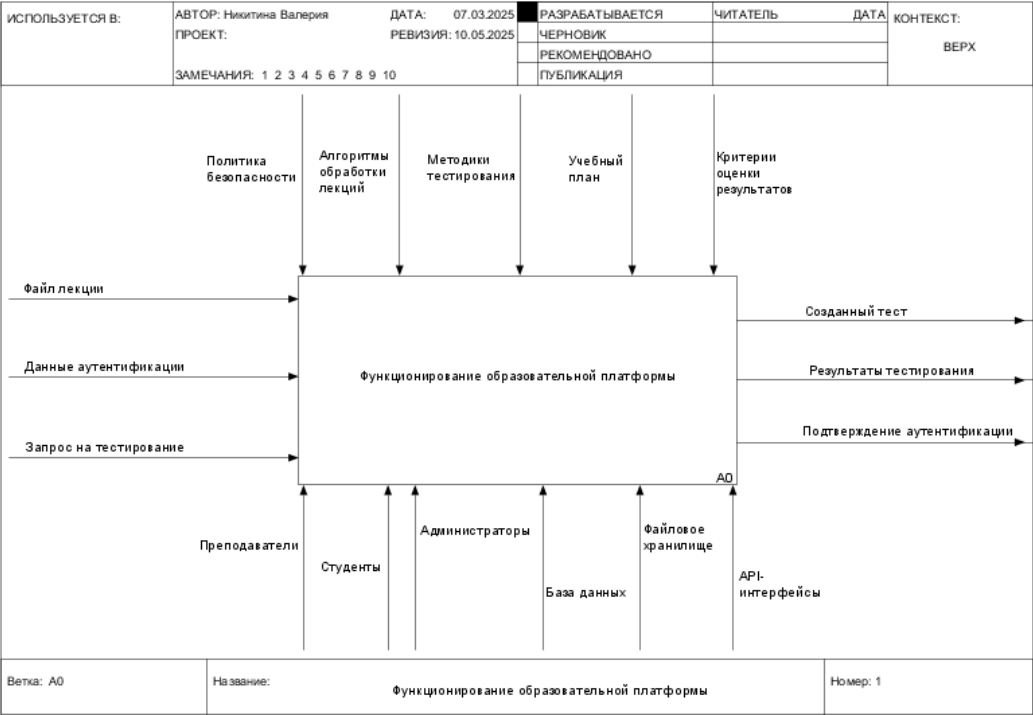 ИСПОЛЬЗУЕТСЯ В:
АВТОР: Никитина Валерия
ДАТА: 07.03.2025
ПРОЕКТ:
РЕВИЗИЯ: 10.05.2025
ЗАМЕЧАНИЯ: 1 2 3 4 5 6 7 8 9 10
РАЗРАБАТЫВАЕТСЯ
ЧЕРНОВИК
РЕКОМЕНДОВАНО
ПУБЛИКАЦИЯ
ЧИТАТЕЛЬ
ДАТА
КОНТЕКСТ:
ВЕРХ
Политика
безопасности
Алгоритмы
обработки
лекций
Методики
тестирования
Учебный
план
Критерии
оценки
результатов
Файл лекции
Данные аутентификации
Запрос на тестирование
Функционирование образовательной платформы
A0
Созданный тест
Результаты тестирования
Подтверждение аутентификации
Преподаватели
Студенты
Администраторы
База данных
Файловое
хранилище
API-
интерфейсы
Ветка: A0
Название:
Функционирование образовательной платформы
Номер: 1